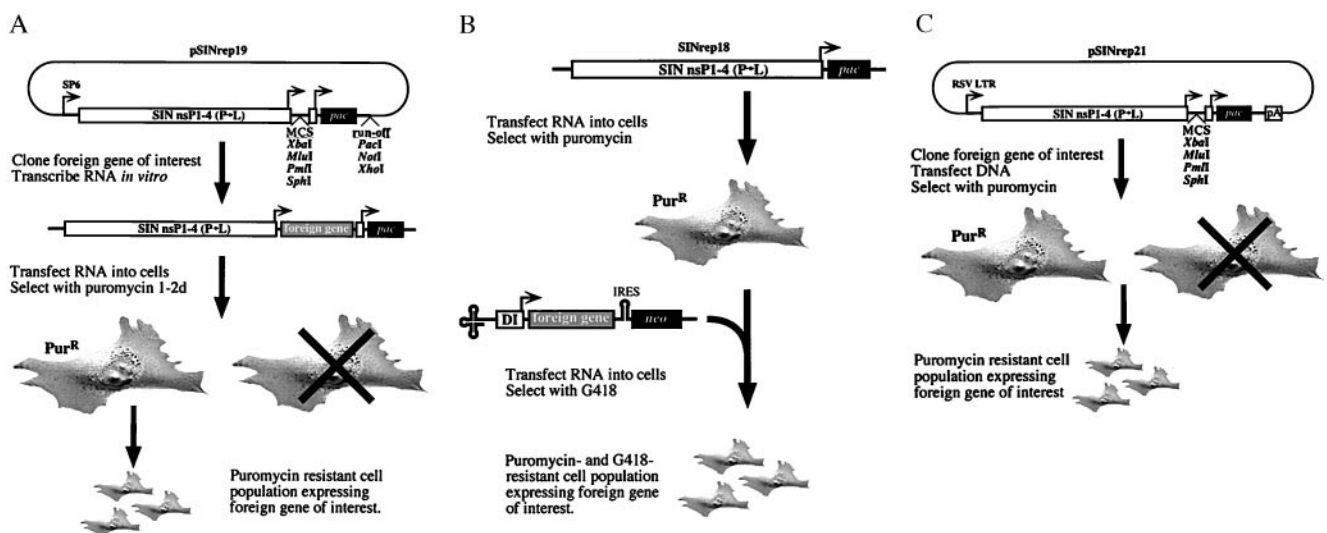 A
pSINrep19
SP6
SIN nsP1-4 (P→L)
pac
MCS
XbaI
MluI
PmlI
SphI
run-off
PacI
NotI
XhoI
Clone foreign gene of interest
Transcribe RNA in vitro
SIN nsP1-4 (P→L)
foreign gene
pac
Transfect RNA into cells
Select with puromycin 1-2d
PurR
Puromycin resistant cell
population expressing
foreign gene of interest.
B
SINrep18
SIN nsP1-4 (P→L)
pac
Transfect RNA into cells
Select with puromycin
PurR
IRES
DI
foreign gene
neo
Transfect RNA into cells
Select with G418
Puromycin- and G418-
resistant cell population
expressing foreign gene
of interest.
C
pSINrep21
RSV LTR
SIN nsP1-4 (P→L)
pac
pA
MCS
XbaI
MluI
PmlI
SphI
Clone foreign gene of interest
Transfect DNA
Select with puromycin
PurR
Puromycin resistant cell
population expressing
foreign gene of interest